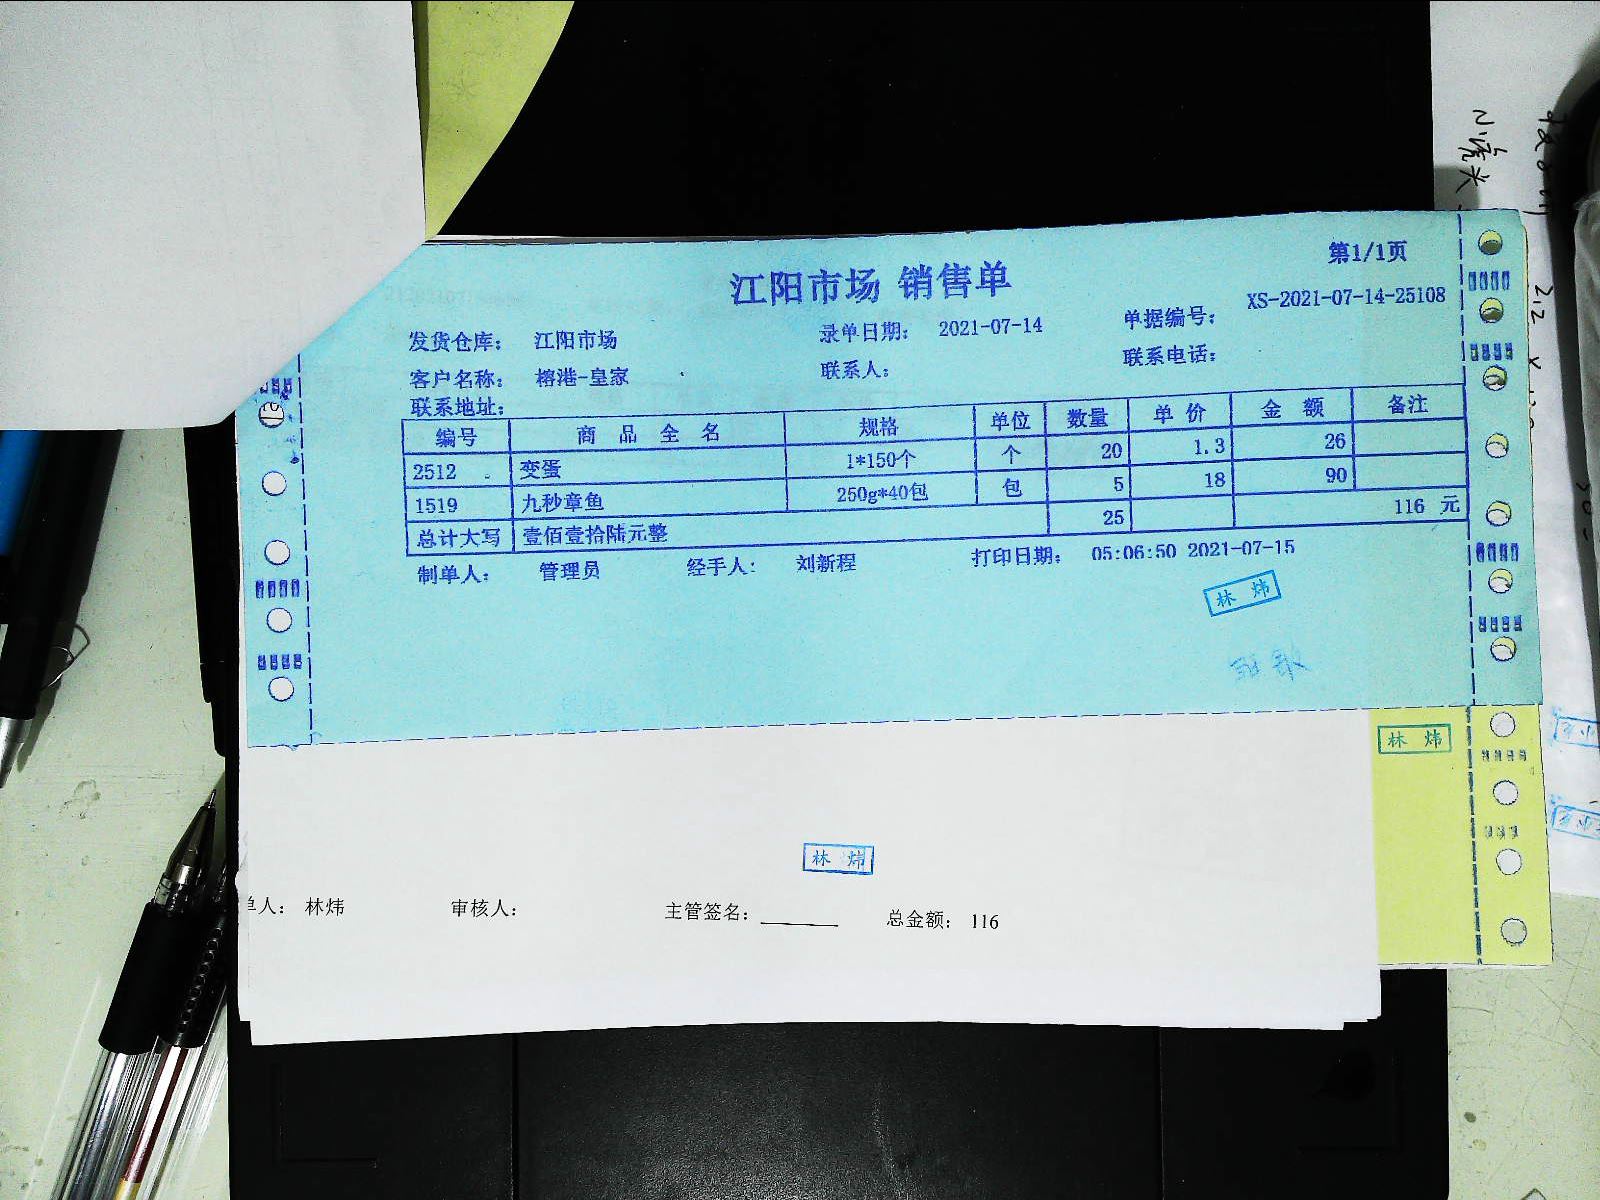 第1/1页
江阳市场 销售单
发货仓库： 江阳市场 录单日期： 2021-07-14 单据编号： XS-2021-07-14-25108
客户名称： 榕港-皇家 联系人： 联系电话：
联系地址：
编号 商 品 全 名 规格 单位 数量 单 价 金 额 备注
2512 变蛋 1*150个 个 20 1.3 26
1519 九秒章鱼 250g*40包 包 5 18 90
总计大写 壹佰壹拾陆元整 25 116 元
制单人： 管理员 经手人： 刘新程 打印日期： 05:06:50 2021-07-15
林 炜
林 炜
林 炜
单人： 林炜 审核人： 主管签名： 总金额： 116